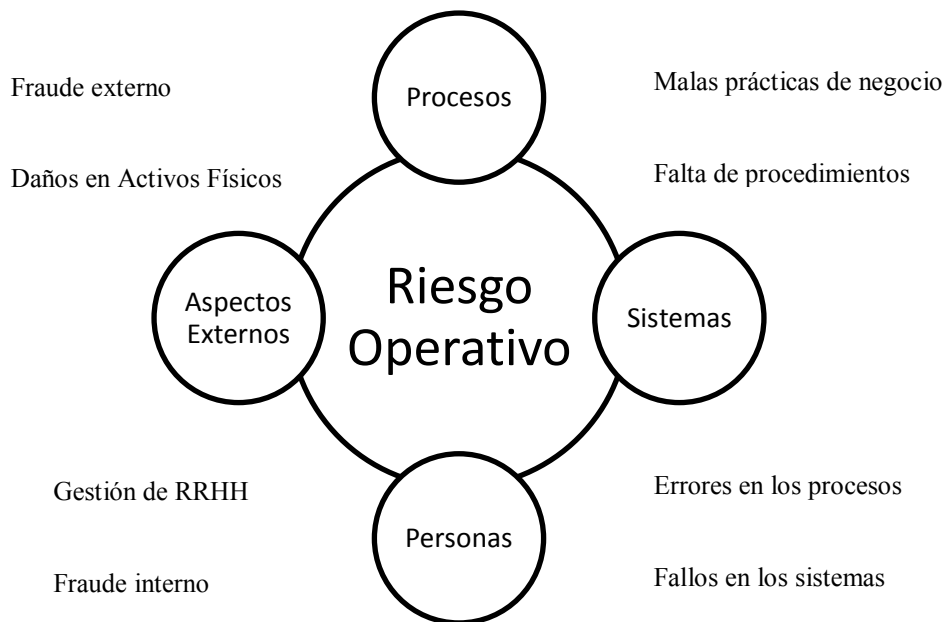 Fraude externo
Procesos
Malas prácticas de negocio
Daños en Activos Físicos
Falta de procedimientos
Aspectos
Externos
Riesgo
Operativo
Sistemas
Gestión de RRHH
Personas
Errores en los procesos
Fraude interno
Fallos en los sistemas